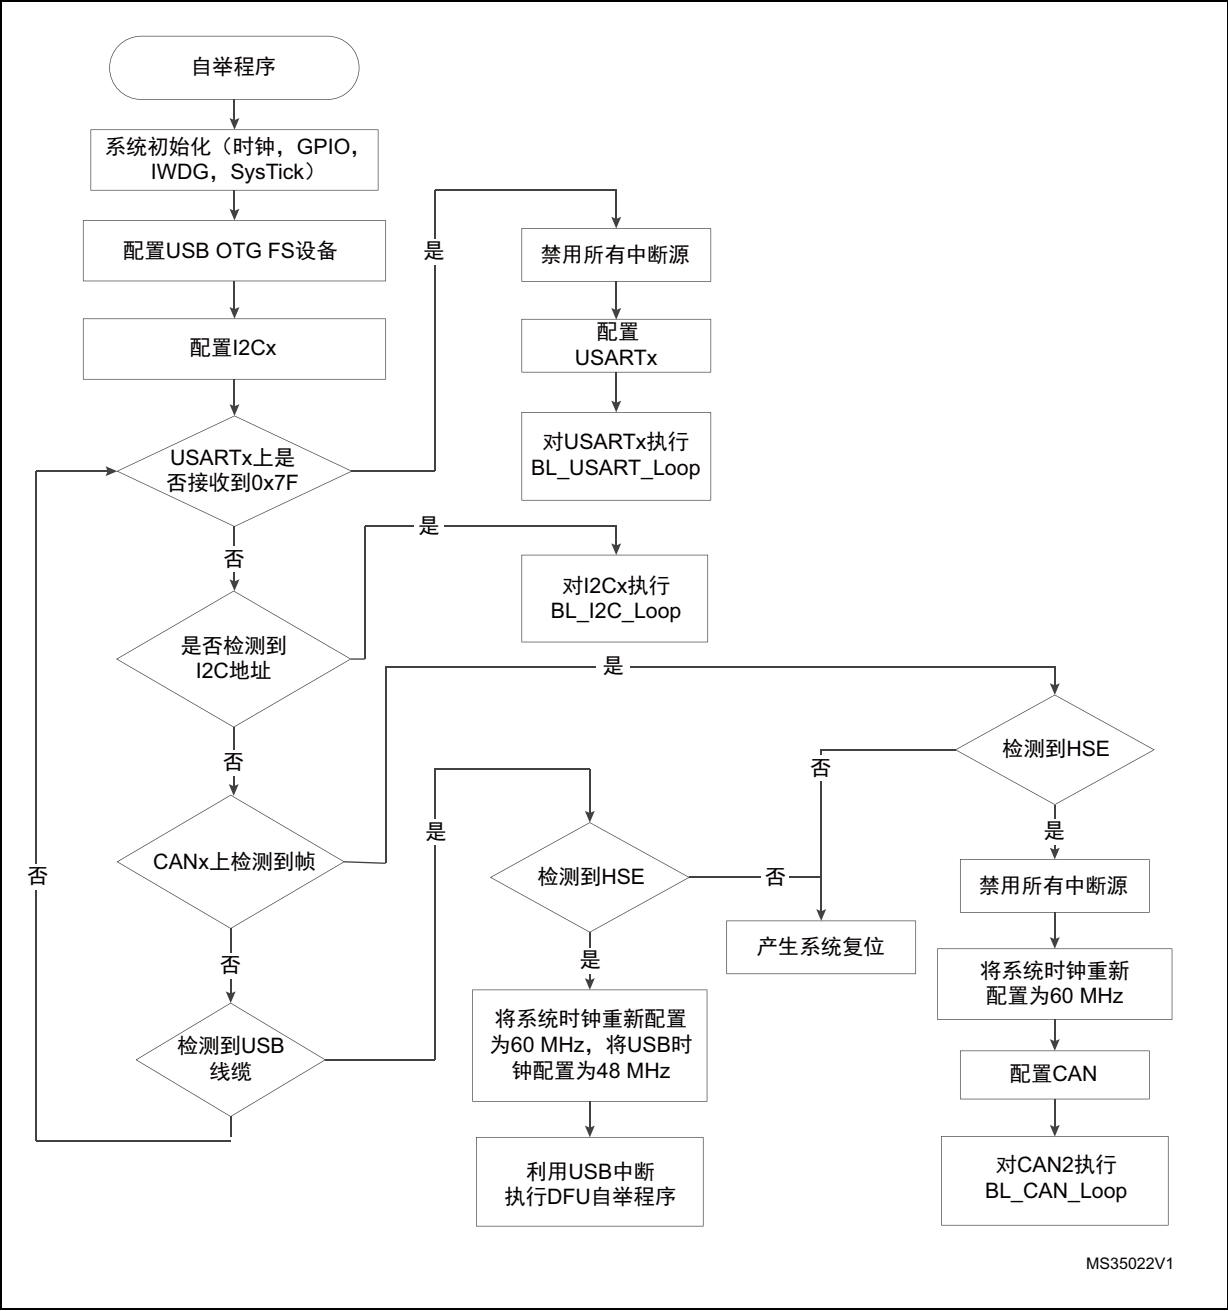 自举程序
系统初始化（时钟，GPIO，
IWDG，SysTick）
配置USB OTG FS设备
配置I2Cx
USARTx上是
否接收到0x7F
是
禁用所有中断源
配置
USARTx
对USARTx执行
BL_USART_Loop
否
是否检测到
I2C地址
是
对I2Cx执行
BL_I2C_Loop
否
CANx上检测到帧
是
检测到HSE
否
是
禁用所有中断源
将系统时钟重新
配置为60 MHz
配置CAN
对CAN2执行
BL_CAN_Loop
否
检测到USB
线缆
是
检测到HSE
否
产生系统复位
是
将系统时钟重新配置
为60 MHz，将USB时
钟配置为48 MHz
利用USB中断
执行DFU自举程序
否
MS35022V1